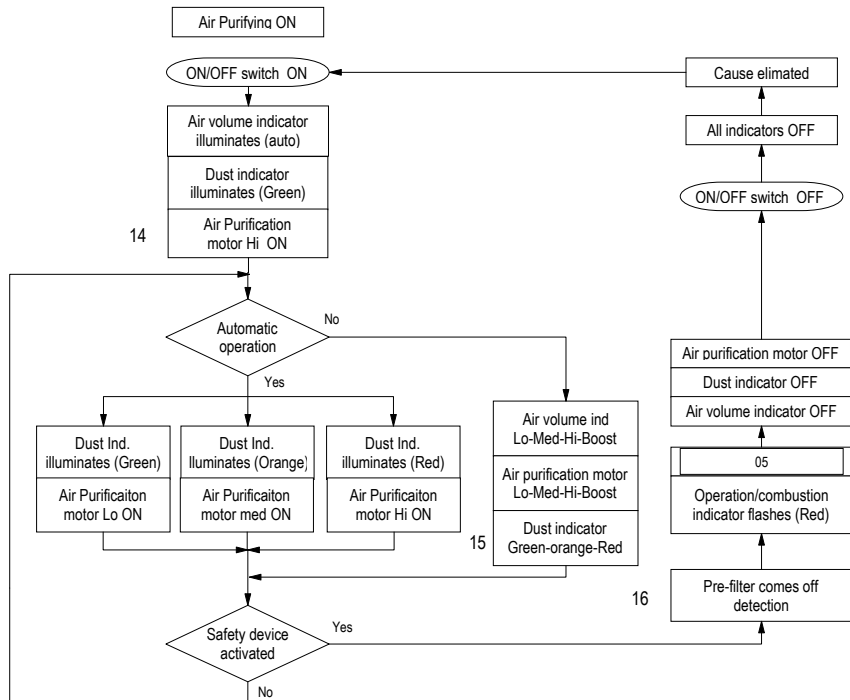 Air Purifying ON
ON/OFF switch ON
Air volume indicator
illuminates (auto)
Dust indicator
illuminates (Green)
Air Purification
motor Hi ON
14
Automatic
operation
No
Yes
Dust Ind.
illuminates (Green)
Air Purificaiton
motor Lo ON
Dust Ind.
Iluminates (Orange)
Air Purificaiton
motor med ON
Dust Ind.
illuminates (Red)
Air Purificaiton
motor Hi ON
Air volume ind
Lo-Med-Hi-Boost
Air purification motor
Lo-Med-Hi-Boost
Dust indicator
Green-orange-Red
15
Safety device
activated
Yes
No
16
Pre-filter comes off
detection
Operation/combustion
indicator flashes (Red)
05
Air volume indicator OFF
Dust indicator OFF
Air purification motor OFF
ON/OFF switch OFF
All indicators OFF
Cause elimated